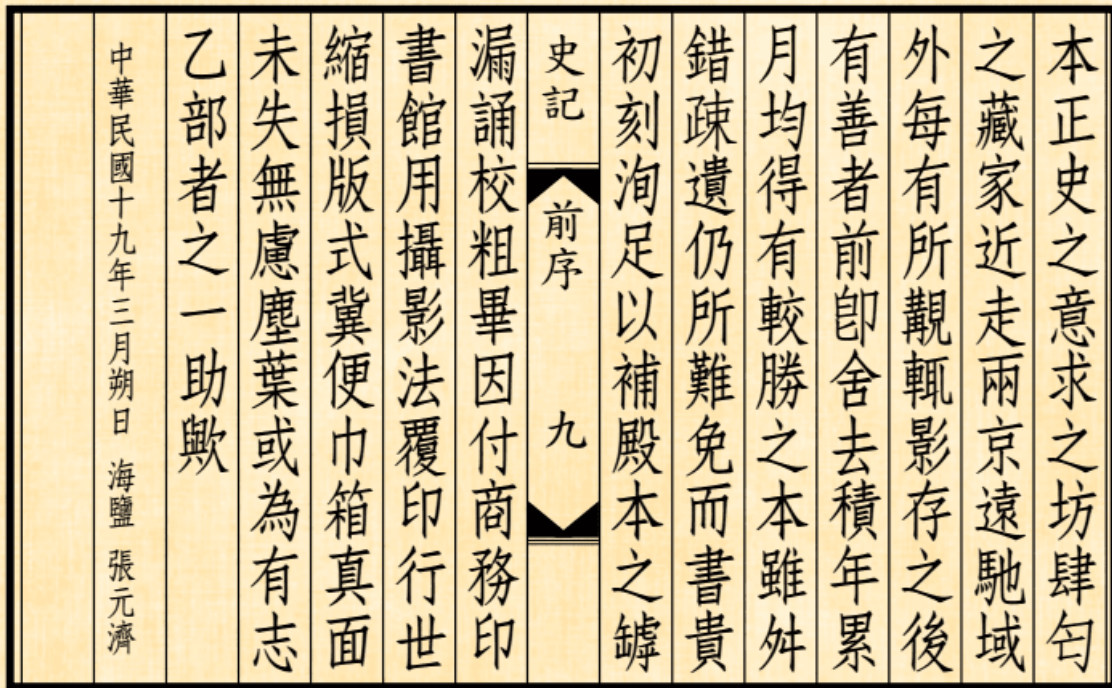 本正史之意求之坊肆匄
之藏家近走兩京遠馳域
外每有所觏輒影存之後
有善者前卽舍去積年累
月均得有較勝之本雖舛
錯疎遺仍所難免而書貴
初刻洵足以補殿本之罅
史記 前序 九
漏誦校粗畢因付商務印
書館用攝影法覆印行世
縮損版式冀便巾箱真面
未失無慮塵葉或為有志
乙部者之一助歟
中華民國十九年三月朔日 海鹽 張元濟